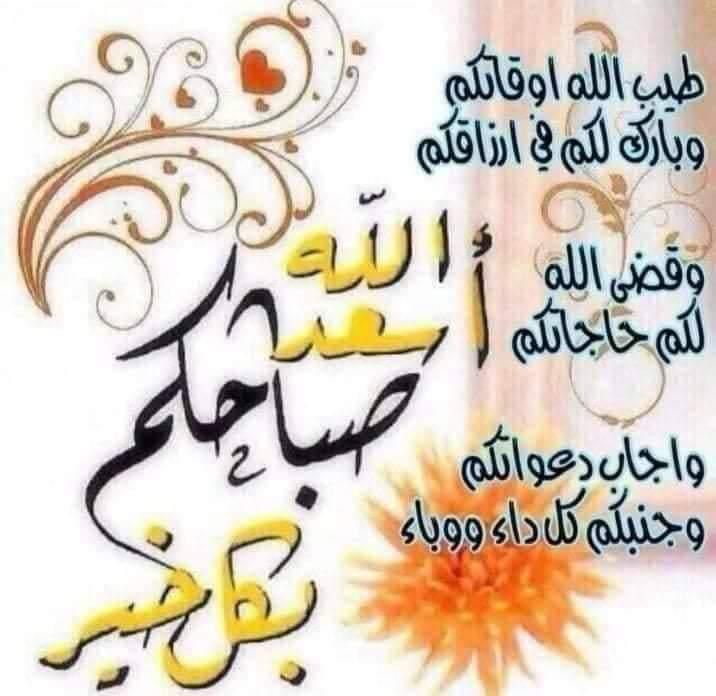 طيب الله اوقاتكم
وبارك لكم في ارزاقكم
وقضى الله
لكم حاجاتكم
واجاب دعواتكم
وجنبكم كل داء ووباء
أسعد الله
صباحكم
بكل خير